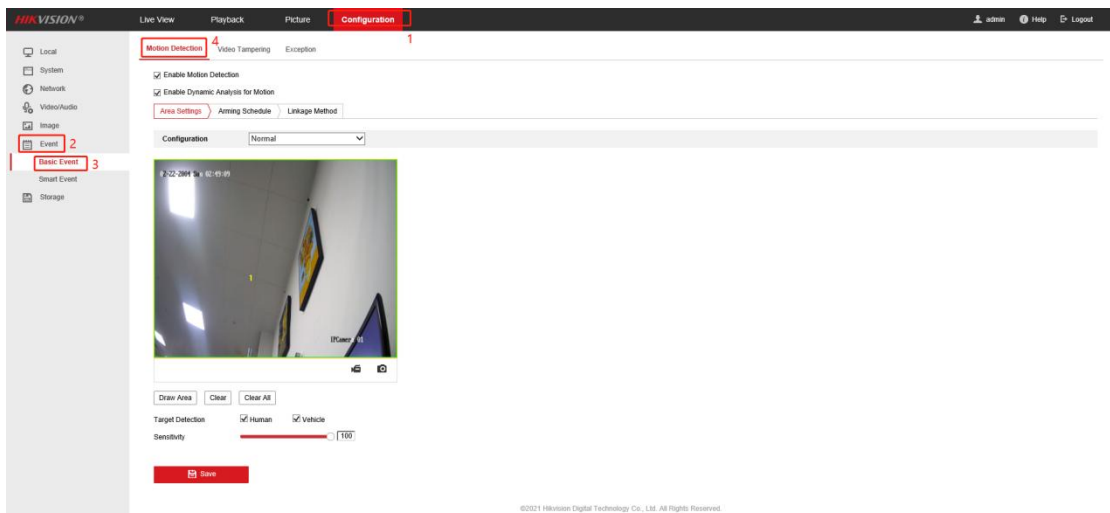 HIKVISION®
Live View Playback Picture Configuration admin Help Logout
1
Local
System
Network
Video/Audio
Image
Event 2
Basic Event 3
Smart Event
Storage
Motion Detection 4 Video Tampering Exception
Enable Motion Detection
Enable Dynamic Analysis for Motion
Area Settings Arming Schedule Linkage Method
Configuration Normal
1
Draw Area Clear Clear All
Target Detection Human Vehicle
Sensitivity 100
Save
©2021 Hikvision Digital Technology Co., Ltd. All Rights Reserved.